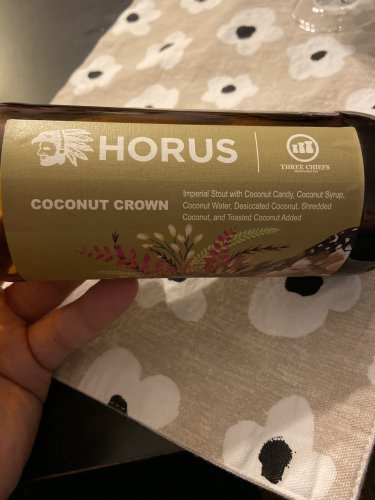 HORUS
THREE CHIEFS
COCONUT CROWN
Imperial Stout with Coconut Candy, Coconut Syrup,
Coconut Water, Desiccated Coconut, Shredded
Coconut, and Toasted Coconut Added